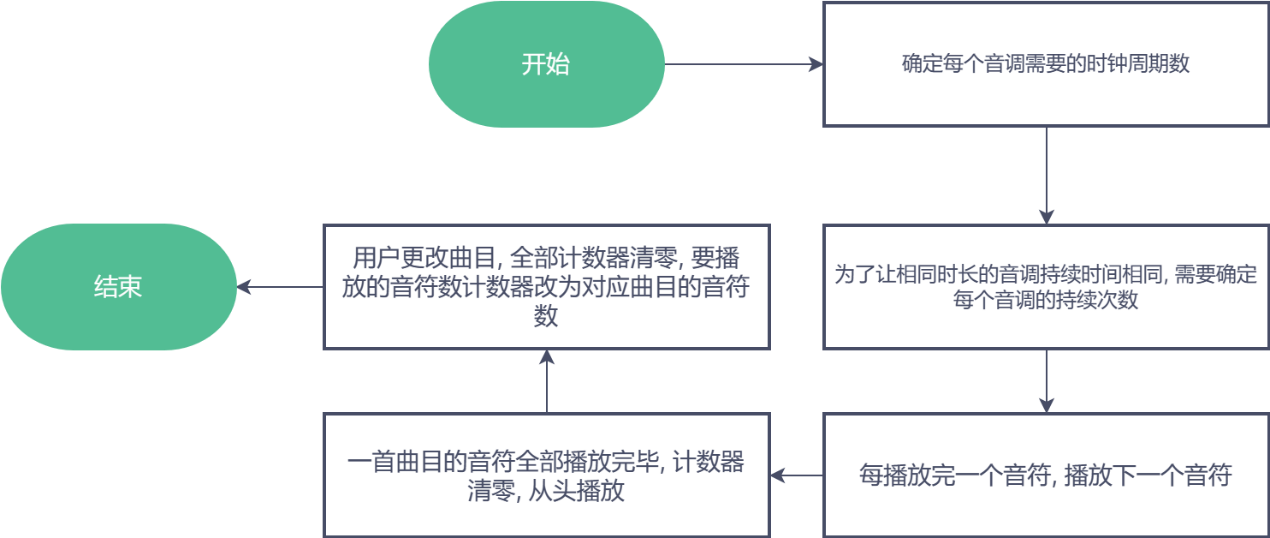 开始
确定每个音调需要的时钟周期数
为了让相同时长的音调持续时间相同, 需要确定
每个音调的持续次数
每播放完一个音符, 播放下一个音符
一首曲目的音符全部播放完毕, 计数器
清零, 从头播放
用户更改曲目, 全部计数器清零, 要播
放的音符数计数器改为对应曲目的音符
数
结束